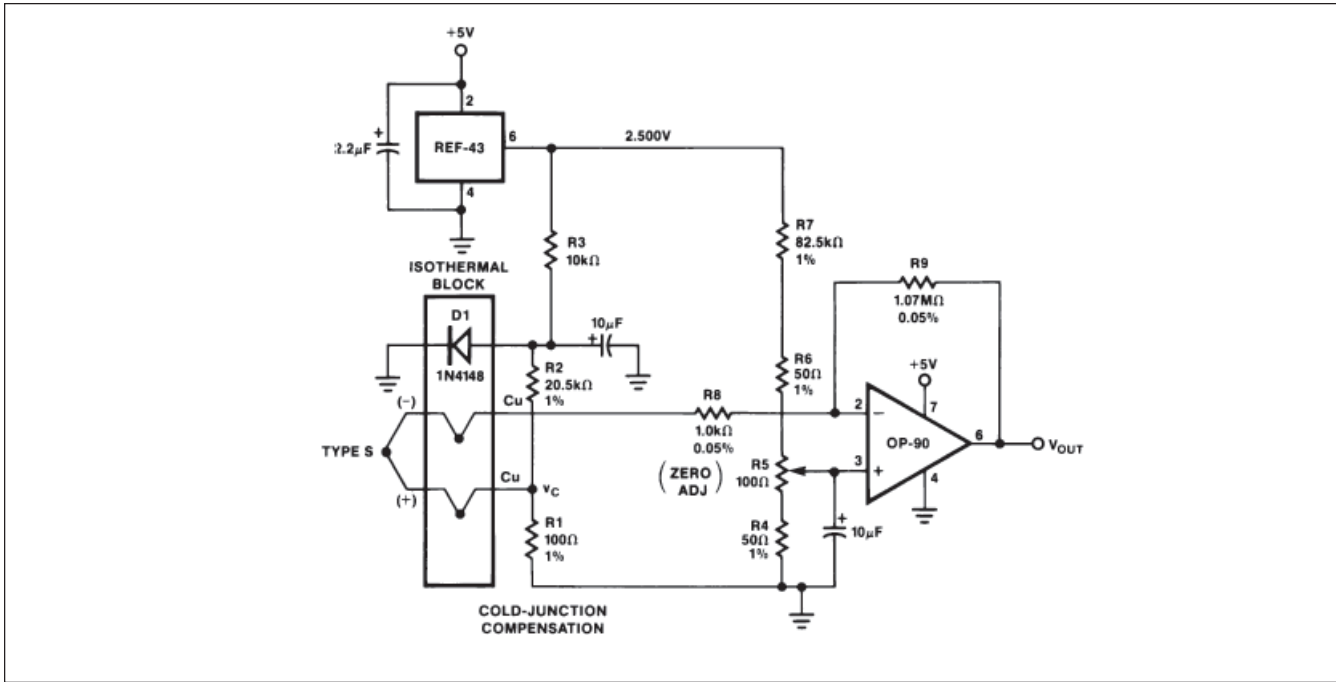 +5V
2
2.2µF
+
REF-43
6
2.500V
4
R3
10kΩ
R7
82.5kΩ
1%
R9
1.07MΩ
0.05%
ISOTHERMAL
BLOCK
D1
1N4148
10µF
+
R2
20.5kΩ
1%
R6
50Ω
1%
+5V
7
(–)
Cu
R8
1.0kΩ
0.05%
2
–
OP-90
6
VOUT
TYPE S
(ZERO
ADJ)
R5
100Ω
3
+
4
(+)
Cu
vC
R1
100Ω
1%
R4
50Ω
1%
+
10µF
COLD-JUNCTION
COMPENSATION